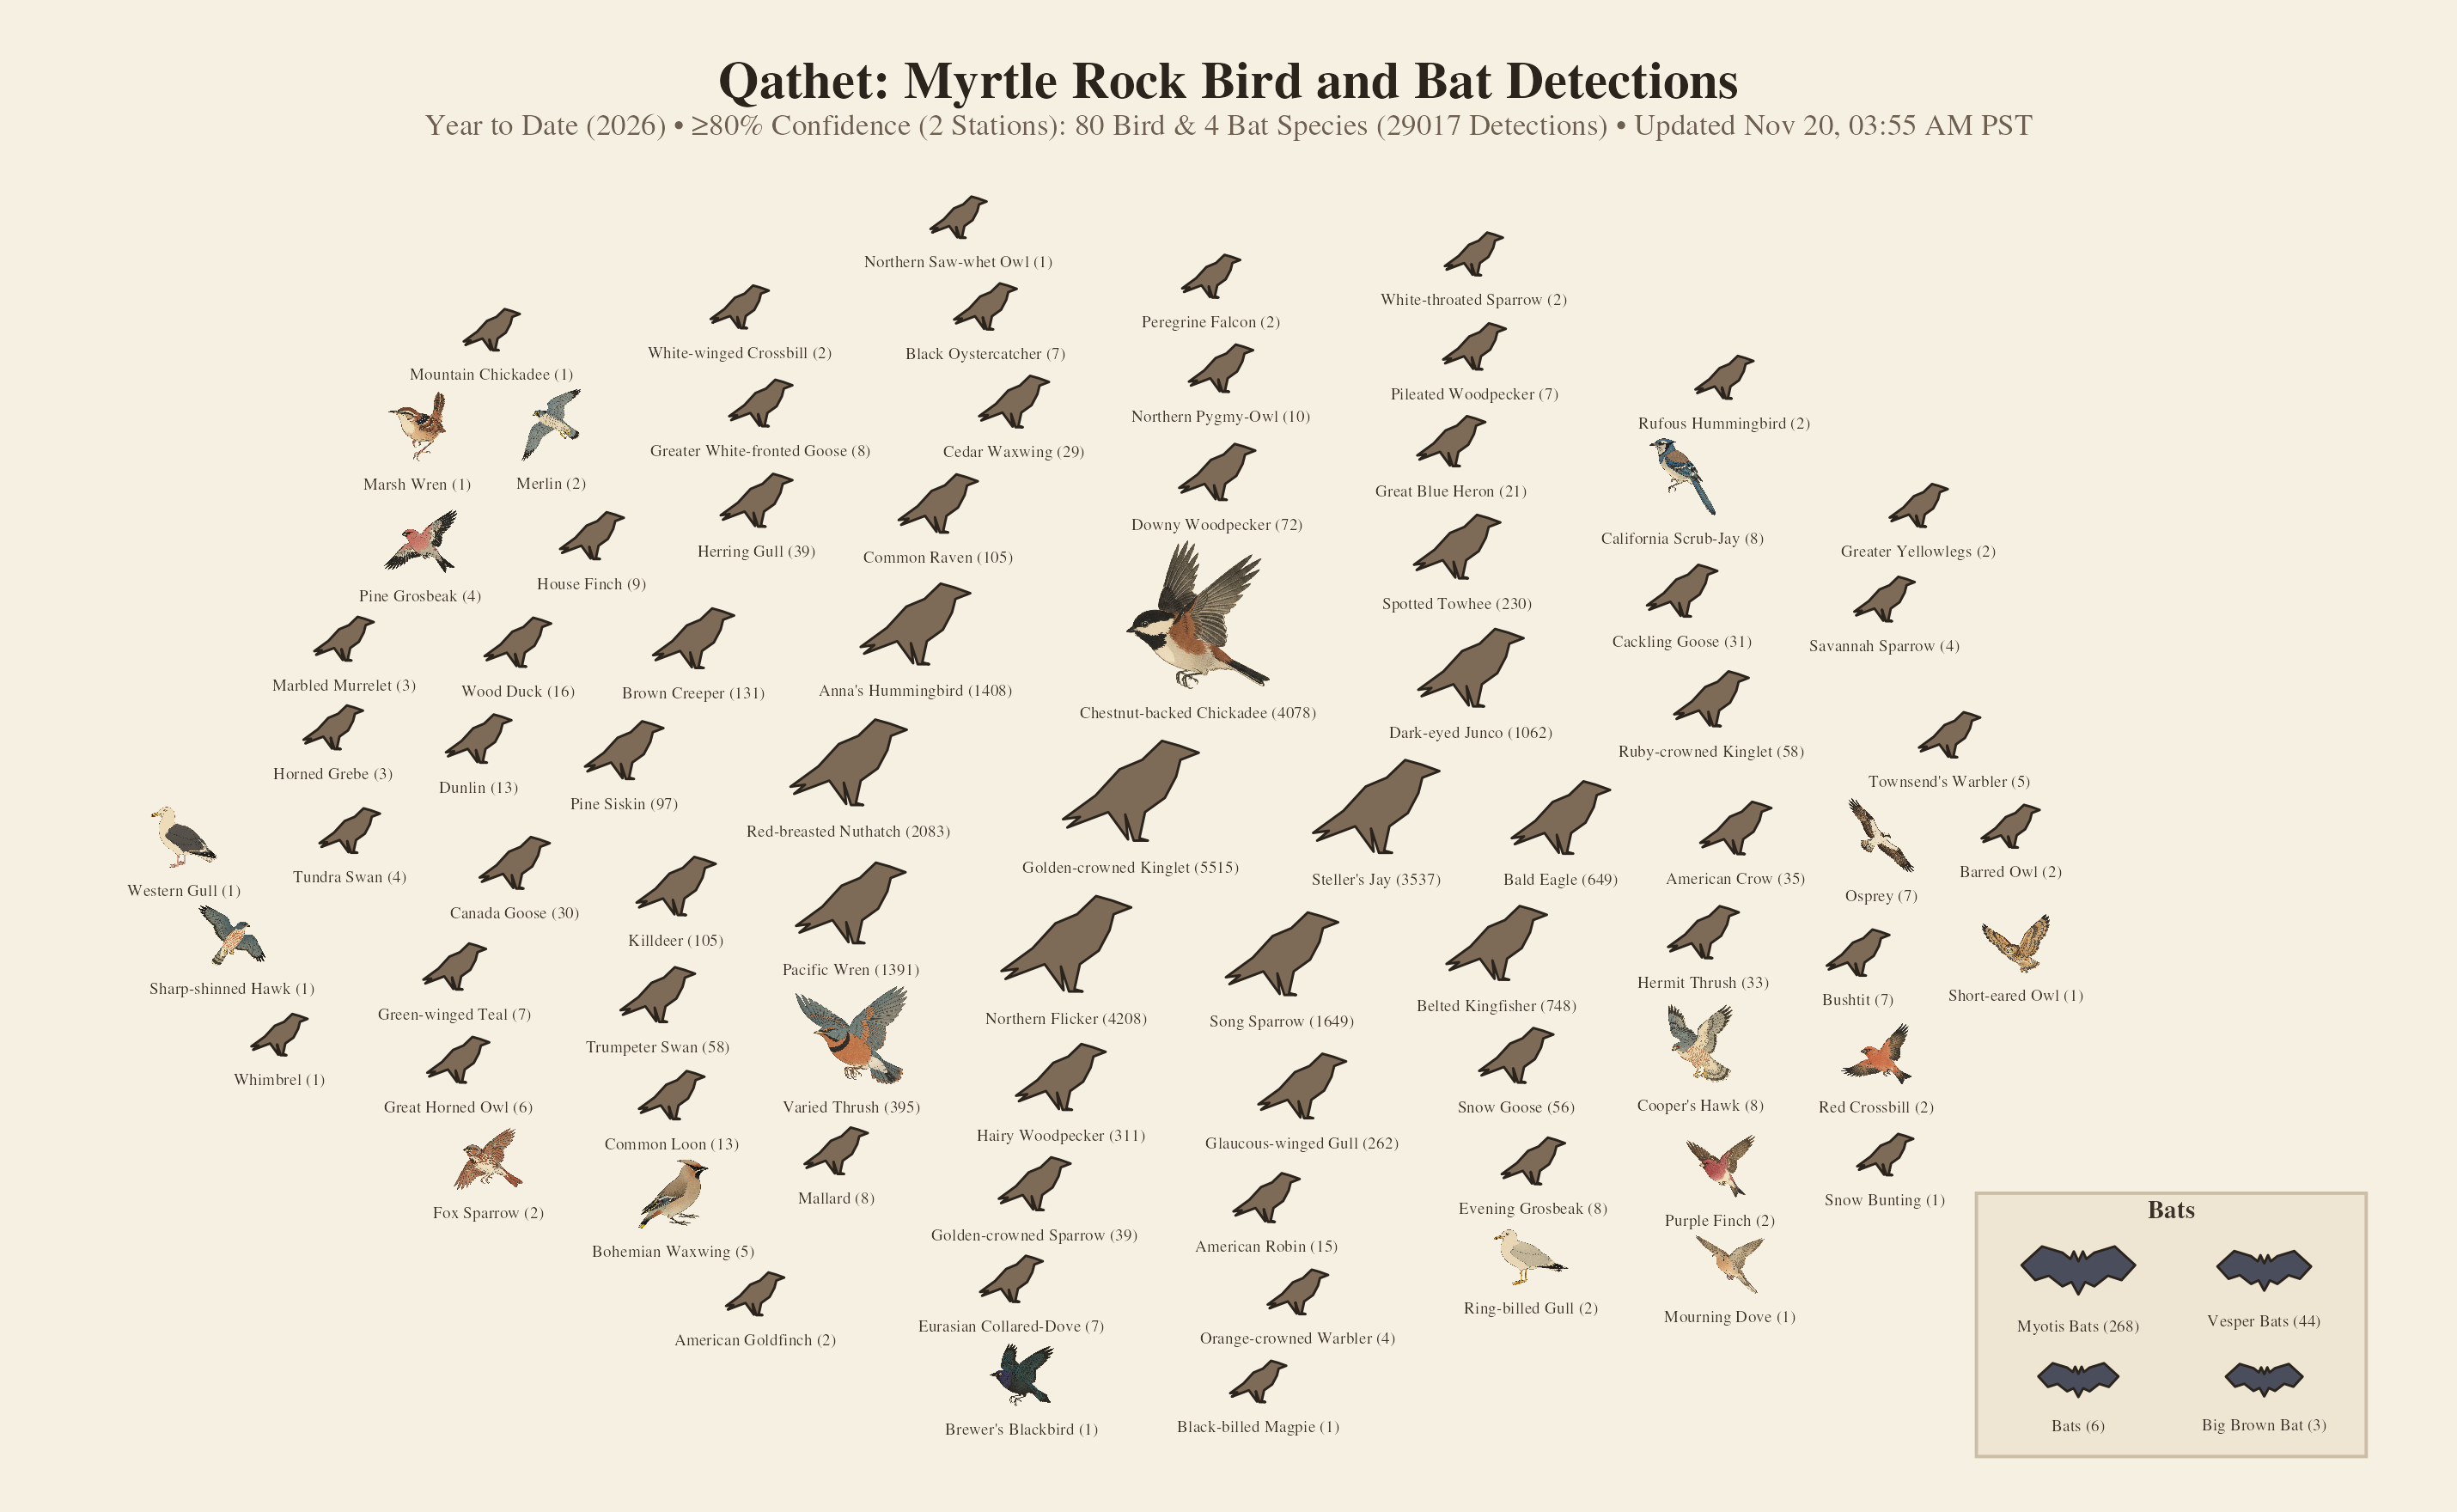 Qathet: Myrtle Rock Bird and Bat Detections
Year to Date (2026) • ≥80% Confidence (2 Stations): 80 Bird & 4 Bat Species (29017 Detections) • Updated Nov 20, 03:55 AM PST
Northern Saw-whet Owl (1)
White-throated Sparrow (2)
Peregrine Falcon (2)
White-winged Crossbill (2)
Black Oystercatcher (7)
Mountain Chickadee (1)
Pileated Woodpecker (7)
Northern Pygmy-Owl (10)
Rufous Hummingbird (2)
Greater White-fronted Goose (8)
Cedar Waxwing (29)
Marsh Wren (1)
Merlin (2)
Great Blue Heron (21)
Downy Woodpecker (72)
California Scrub-Jay (8)
Herring Gull (39)
Common Raven (105)
Greater Yellowlegs (2)
House Finch (9)
Pine Grosbeak (4)
Spotted Towhee (230)
Cackling Goose (31)
Savannah Sparrow (4)
Marbled Murrelet (3)
Wood Duck (16)
Brown Creeper (131)
Anna's Hummingbird (1408)
Chestnut-backed Chickadee (4078)
Dark-eyed Junco (1062)
Ruby-crowned Kinglet (58)
Horned Grebe (3)
Dunlin (13)
Townsend's Warbler (5)
Pine Siskin (97)
Red-breasted Nuthatch (2083)
Golden-crowned Kinglet (5515)
Barred Owl (2)
Tundra Swan (4)
Steller's Jay (3537)
Bald Eagle (649)
American Crow (35)
Western Gull (1)
Osprey (7)
Canada Goose (30)
Killdeer (105)
Pacific Wren (1391)
Hermit Thrush (33)
Sharp-shinned Hawk (1)
Short-eared Owl (1)
Bushtit (7)
Belted Kingfisher (748)
Green-winged Teal (7)
Northern Flicker (4208)
Song Sparrow (1649)
Trumpeter Swan (58)
Whimbrel (1)
Great Horned Owl (6)
Varied Thrush (395)
Snow Goose (56)
Cooper's Hawk (8)
Red Crossbill (2)
Hairy Woodpecker (311)
Glaucous-winged Gull (262)
Common Loon (13)
Mallard (8)
Snow Bunting (1)
Evening Grosbeak (8)
Fox Sparrow (2)
Purple Finch (2)
Golden-crowned Sparrow (39)
American Robin (15)
Bohemian Waxwing (5)
Ring-billed Gull (2)
Mourning Dove (1)
Eurasian Collared-Dove (7)
American Goldfinch (2)
Orange-crowned Warbler (4)
Brewer's Blackbird (1)
Black-billed Magpie (1)
Bats
Myotis Bats (268)
Vesper Bats (44)
Bats (6)
Big Brown Bat (3)